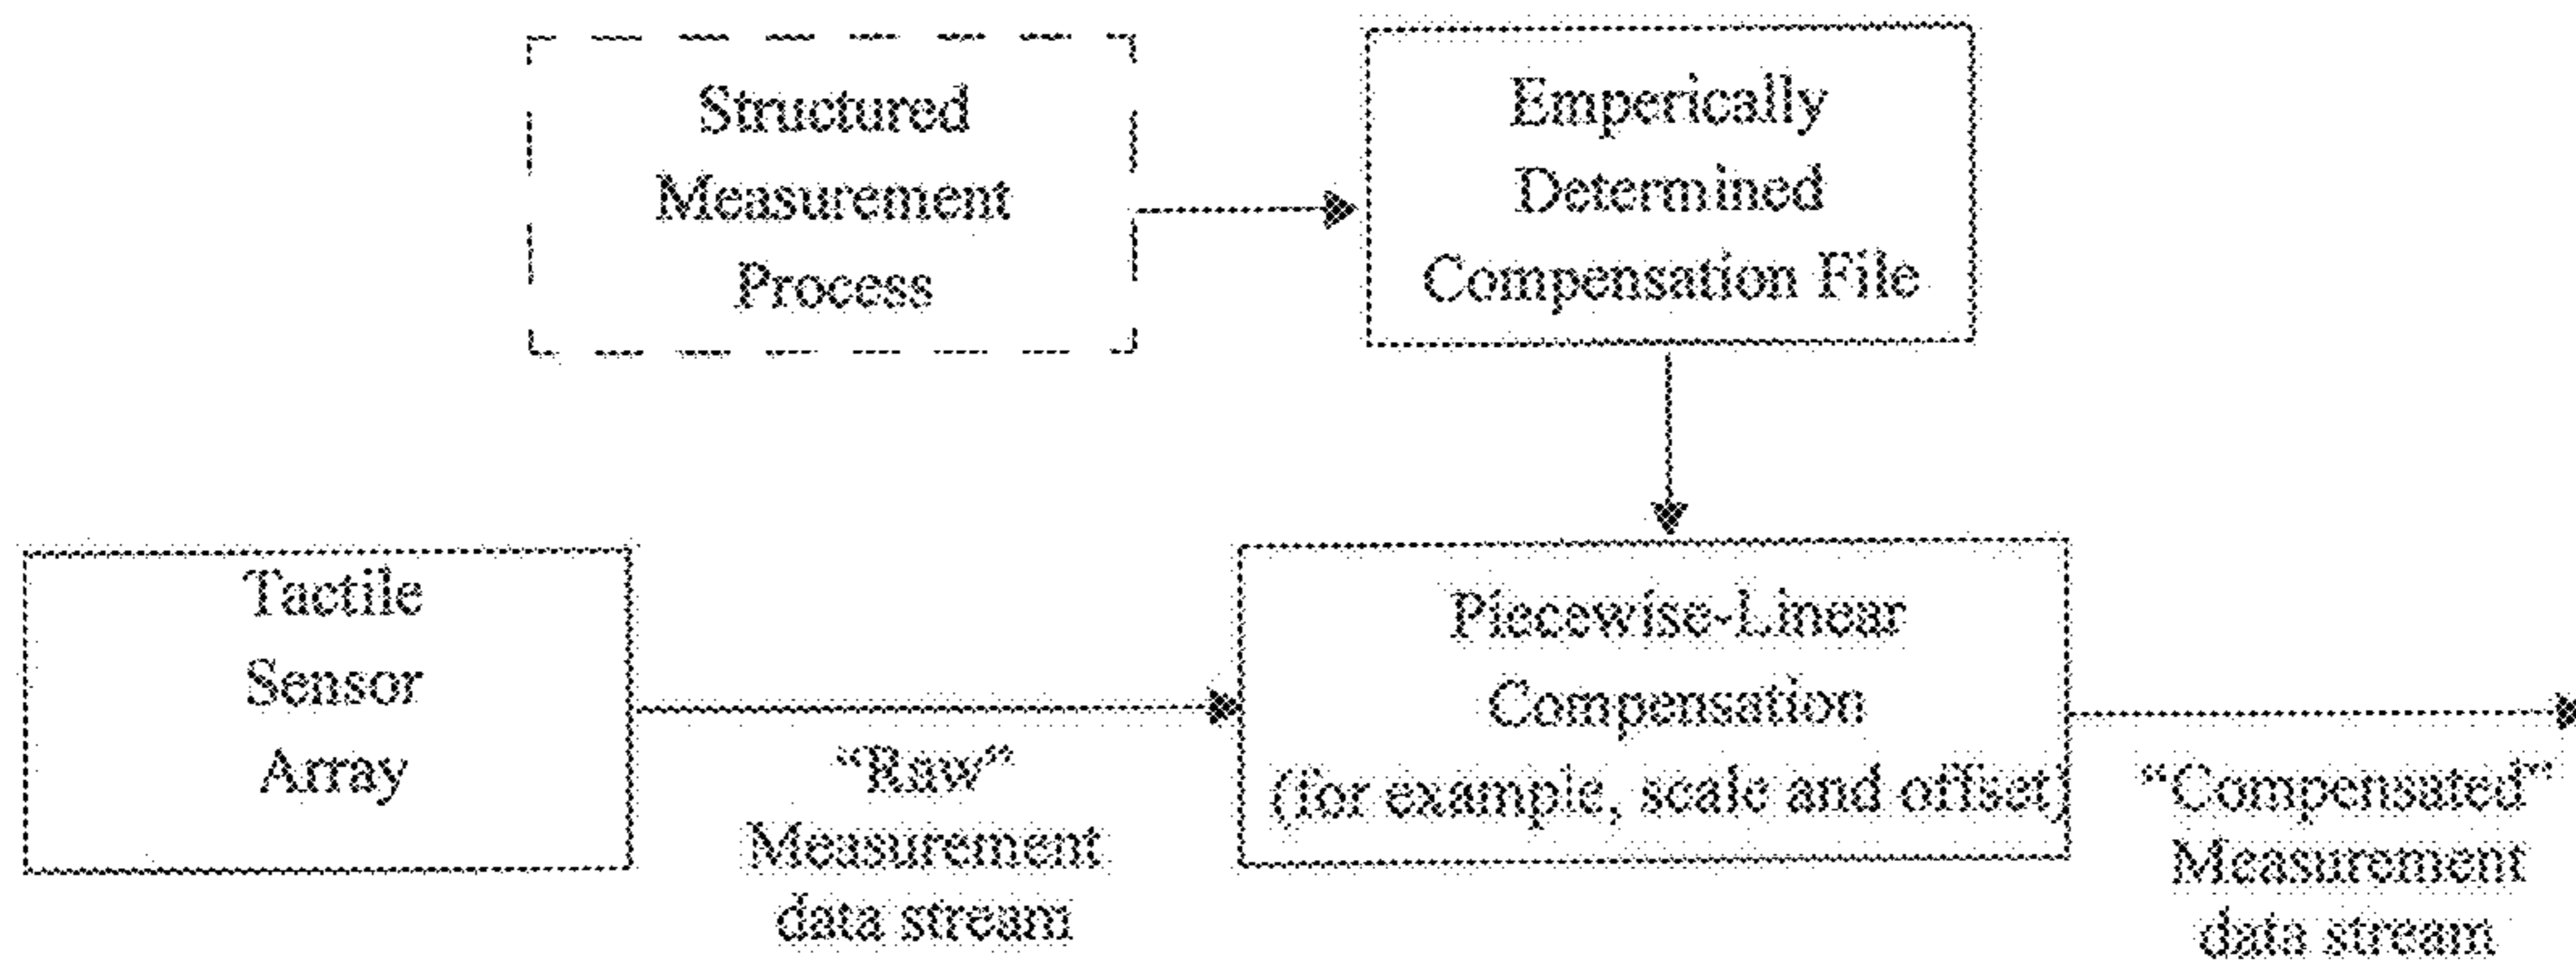 Structured
Measurement
Process
Emperically
Determined
Compensation File
Tactile
Sensor
Array
“Raw”
Measurement
data stream
Piecewise-Linear
Compensation
(for example, scale and offset)
“Compensated”
Measurement
data stream